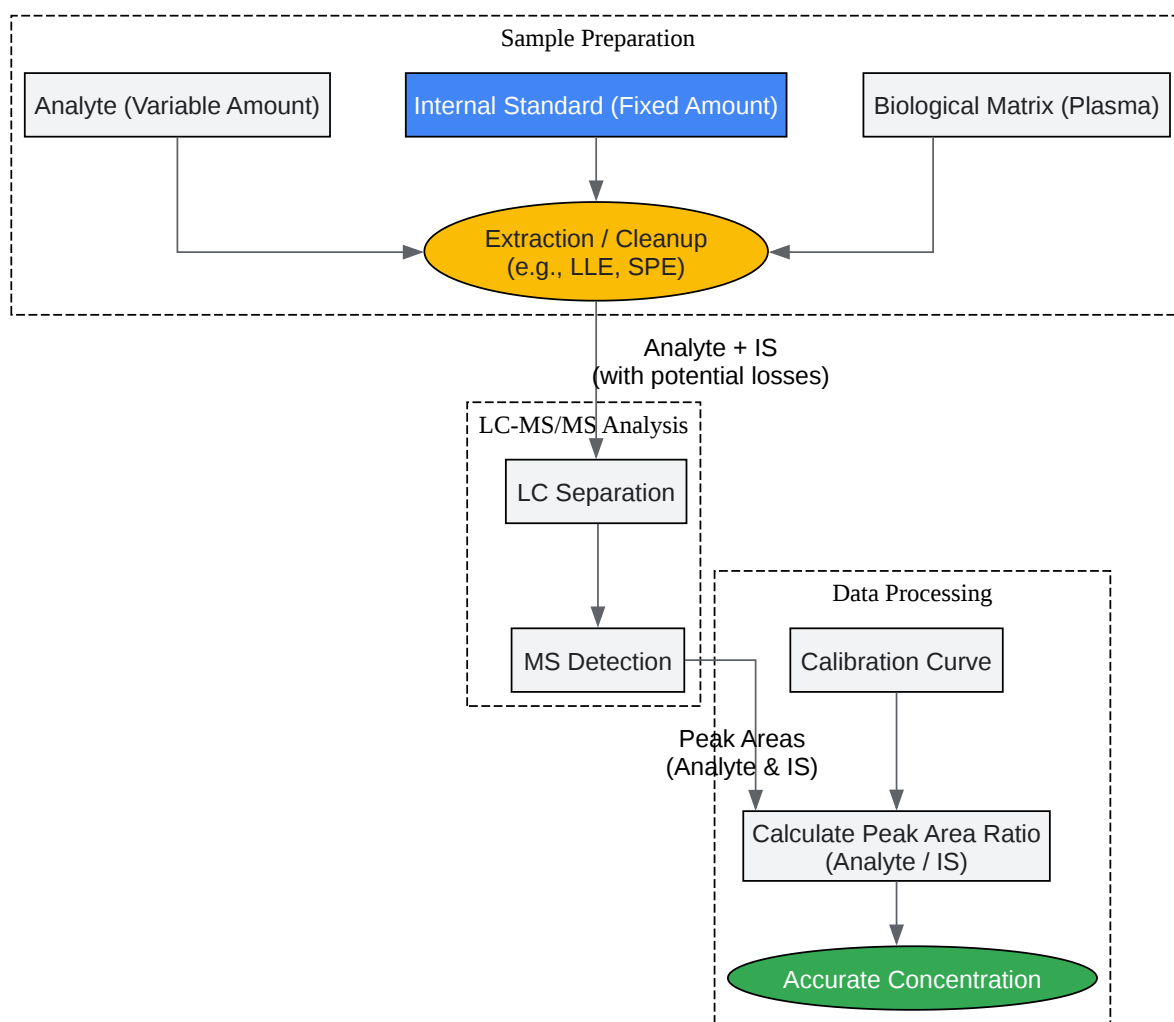 Sample Preparation
Analyte (Variable Amount)
Internal Standard (Fixed Amount)
Biological Matrix (Plasma)
Extraction / Cleanup
(e.g., LLE, SPE)
Analyte + IS
(with potential losses)
LC-MS/MS Analysis
LC Separation
MS Detection
Data Processing
Calibration Curve
Peak Areas
(Analyte & IS)
Calculate Peak Area Ratio
(Analyte / IS)
Accurate Concentration